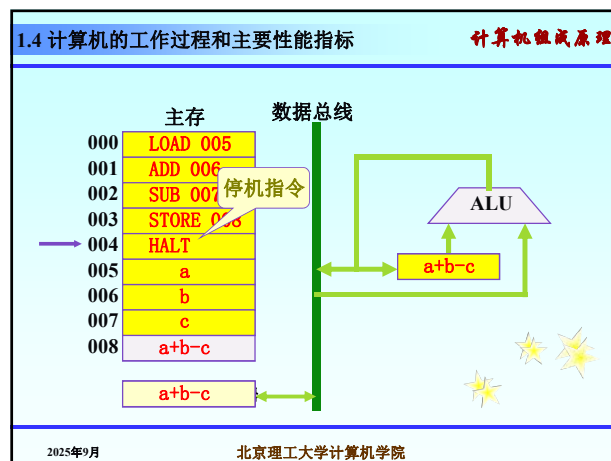 1.4 计算机的工作过程和主要性能指标
计算机组成原理
主存
数据总线
000 LOAD 005
001 ADD 006
002 SUB 007
停机指令
003 STORE 008
004 HALT
005 a
006 b
007 c
008 a+b-c
a+b-c
ALU
a+b-c
2025年9月
北京理工大学计算机学院